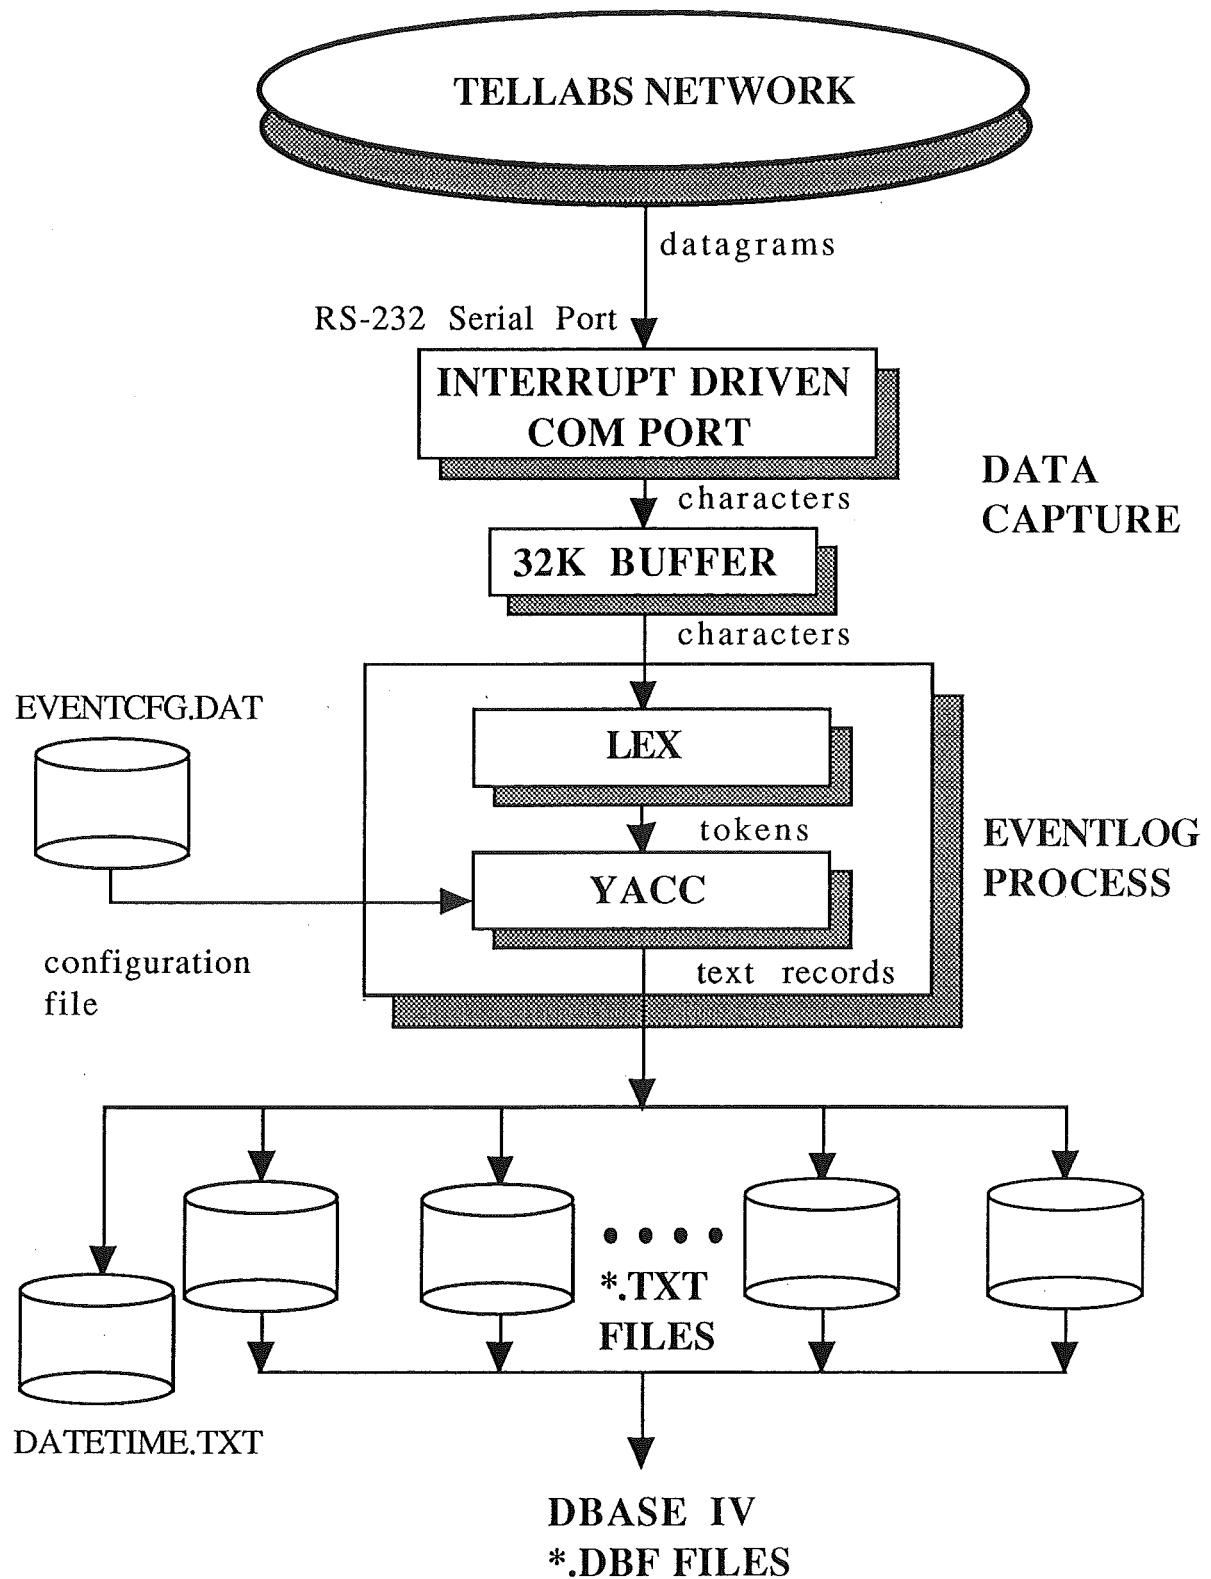 TELLABS NETWORK
datagrams
RS-232 Serial Port
INTERRUPT DRIVEN
COM PORT
characters
DATA
CAPTURE
32K BUFFER
characters
EVENTCFG.DAT
LEX
tokens
EVENTLOG
PROCESS
YACC
configuration
file
text records
*.TXT
FILES
DATETIME.TXT
DBASE IV
*.DBF FILES